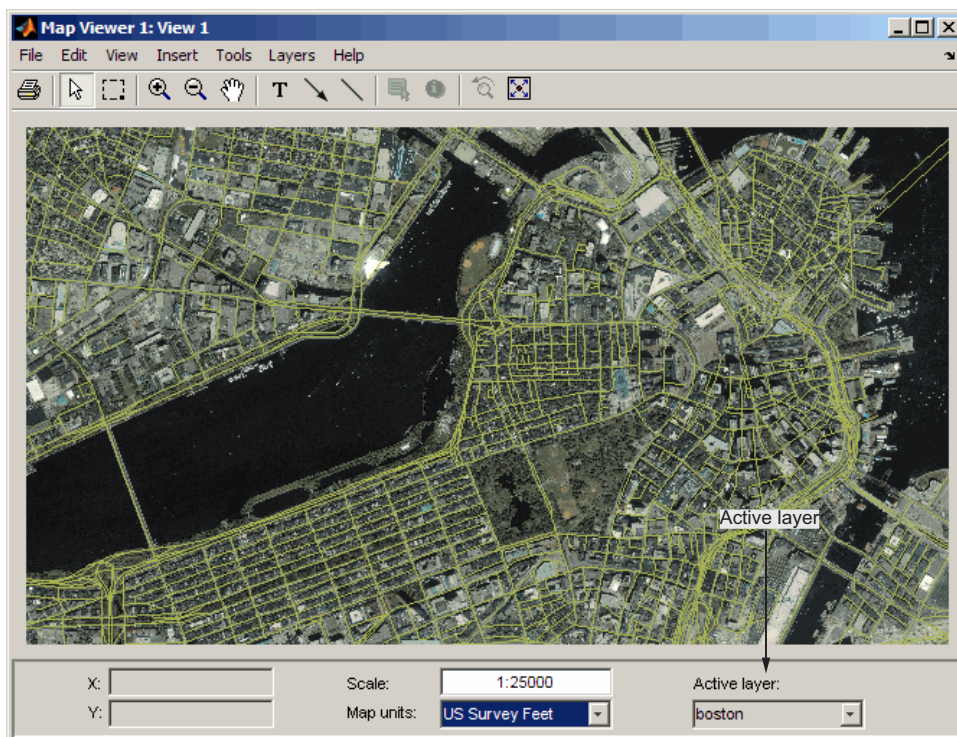 Map Viewer 1: View 1
File Edit View Insert Tools Layers Help
T
Active layer
X:
Scale:
1:25000
Active layer:
Y:
Map units:
US Survey Feet
boston